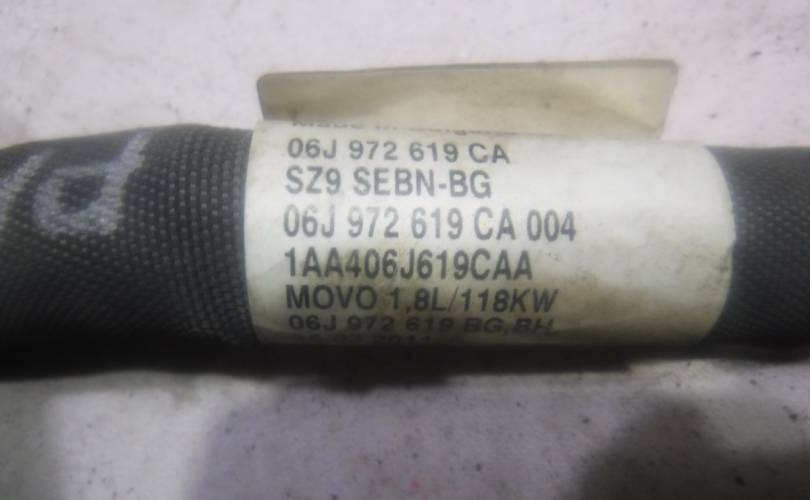 06J 972 619 CA
SZ9 SEBN-BG
06J 972 619 CA 004
1AA406J619CAA
MOVO 1,8L/118KW
06J 972 619 BG,BH